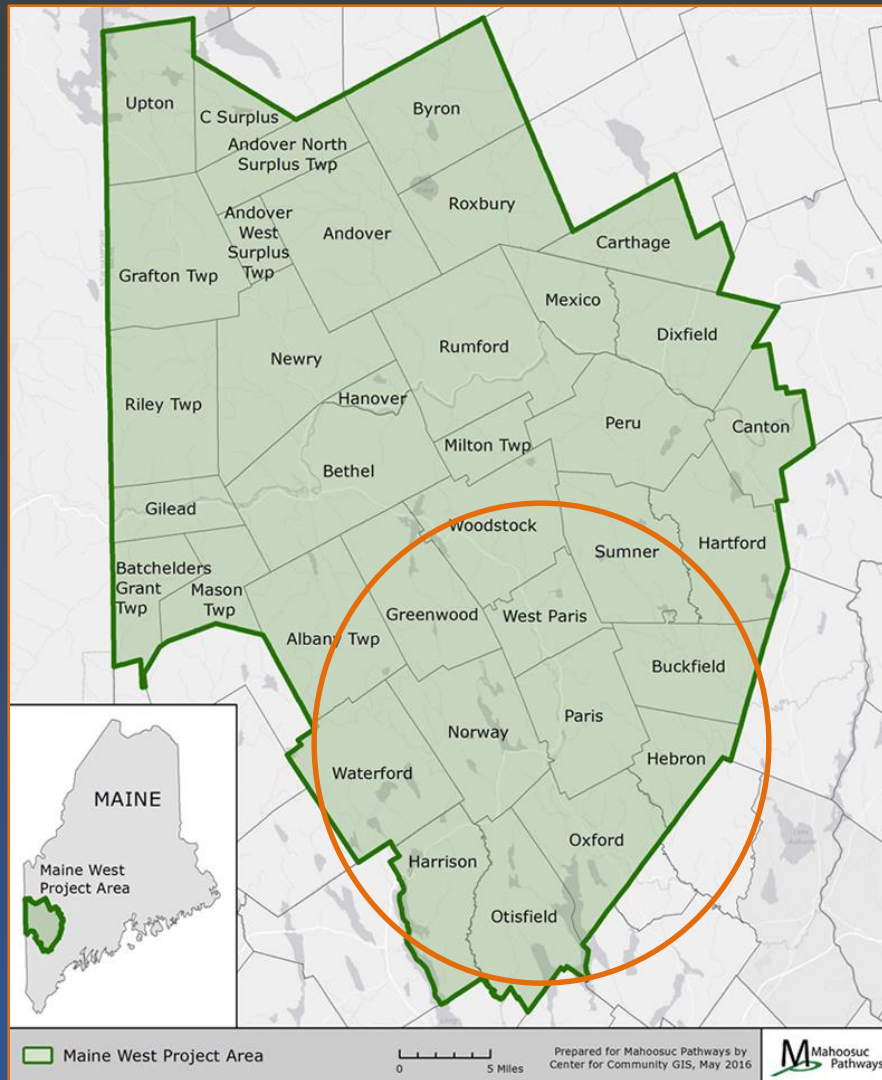 Upton
C Surplus
Byron
Andover North
Surplus Twp
Roxbury
Andover
West
Surplus
Twp
Andover
Carthage
Grafton Twp
Mexico
Dixfield
Rumford
Newry
Hanover
Riley Twp
Peru
Canton
Milton Twp
Bethel
Gilead
Woodstock
Sumner
Hartford
Batchelders
Grant
Twp
Mason
Twp
Greenwood
West Paris
Albany Twp
Buckfield
Paris
Norway
Hebron
Waterford
Oxford
Harrison
Otisfield
MAINE
Maine West
Project Area
Maine West Project Area
0 5 Miles
Prepared for Mahoosuc Pathways by
Center for Community GIS, May 2016
M Mahoosuc
Pathways